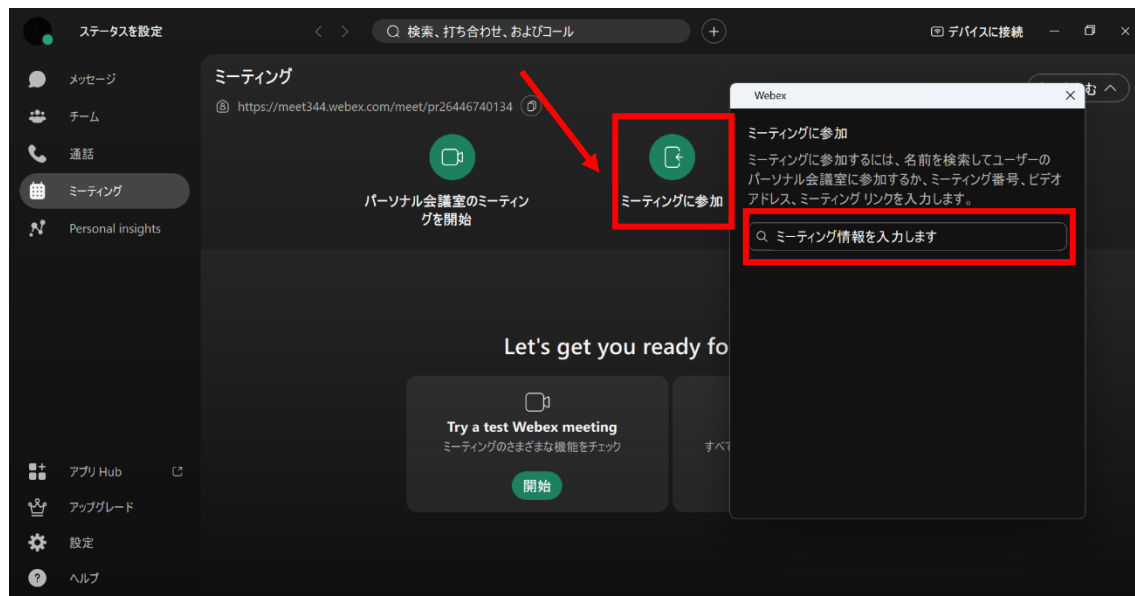 ステータスを設定
検索、打ち合わせ、およびコール
デバイスに接続
メッセージ
チーム
通話
ミーティング
Personal insights
アプリ Hub
アップグレード
設定
ヘルプ
ミーティング
https://meet344.webex.com/meet/pr26446740134
パーソナル会議室のミーティン
グを開始
ミーティングに参加
Let's get you ready fo
Try a test Webex meeting
ミーティングのさまざまな機能をチェック
開始
すべ
む
Webex
ミーティングに参加
ミーティングに参加するには、名前を検索してユーザーの
パーソナル会議室に参加するか、ミーティング番号、ビデオ
アドレス、ミーティング リンクを入力します。
ミーティング情報を入力します